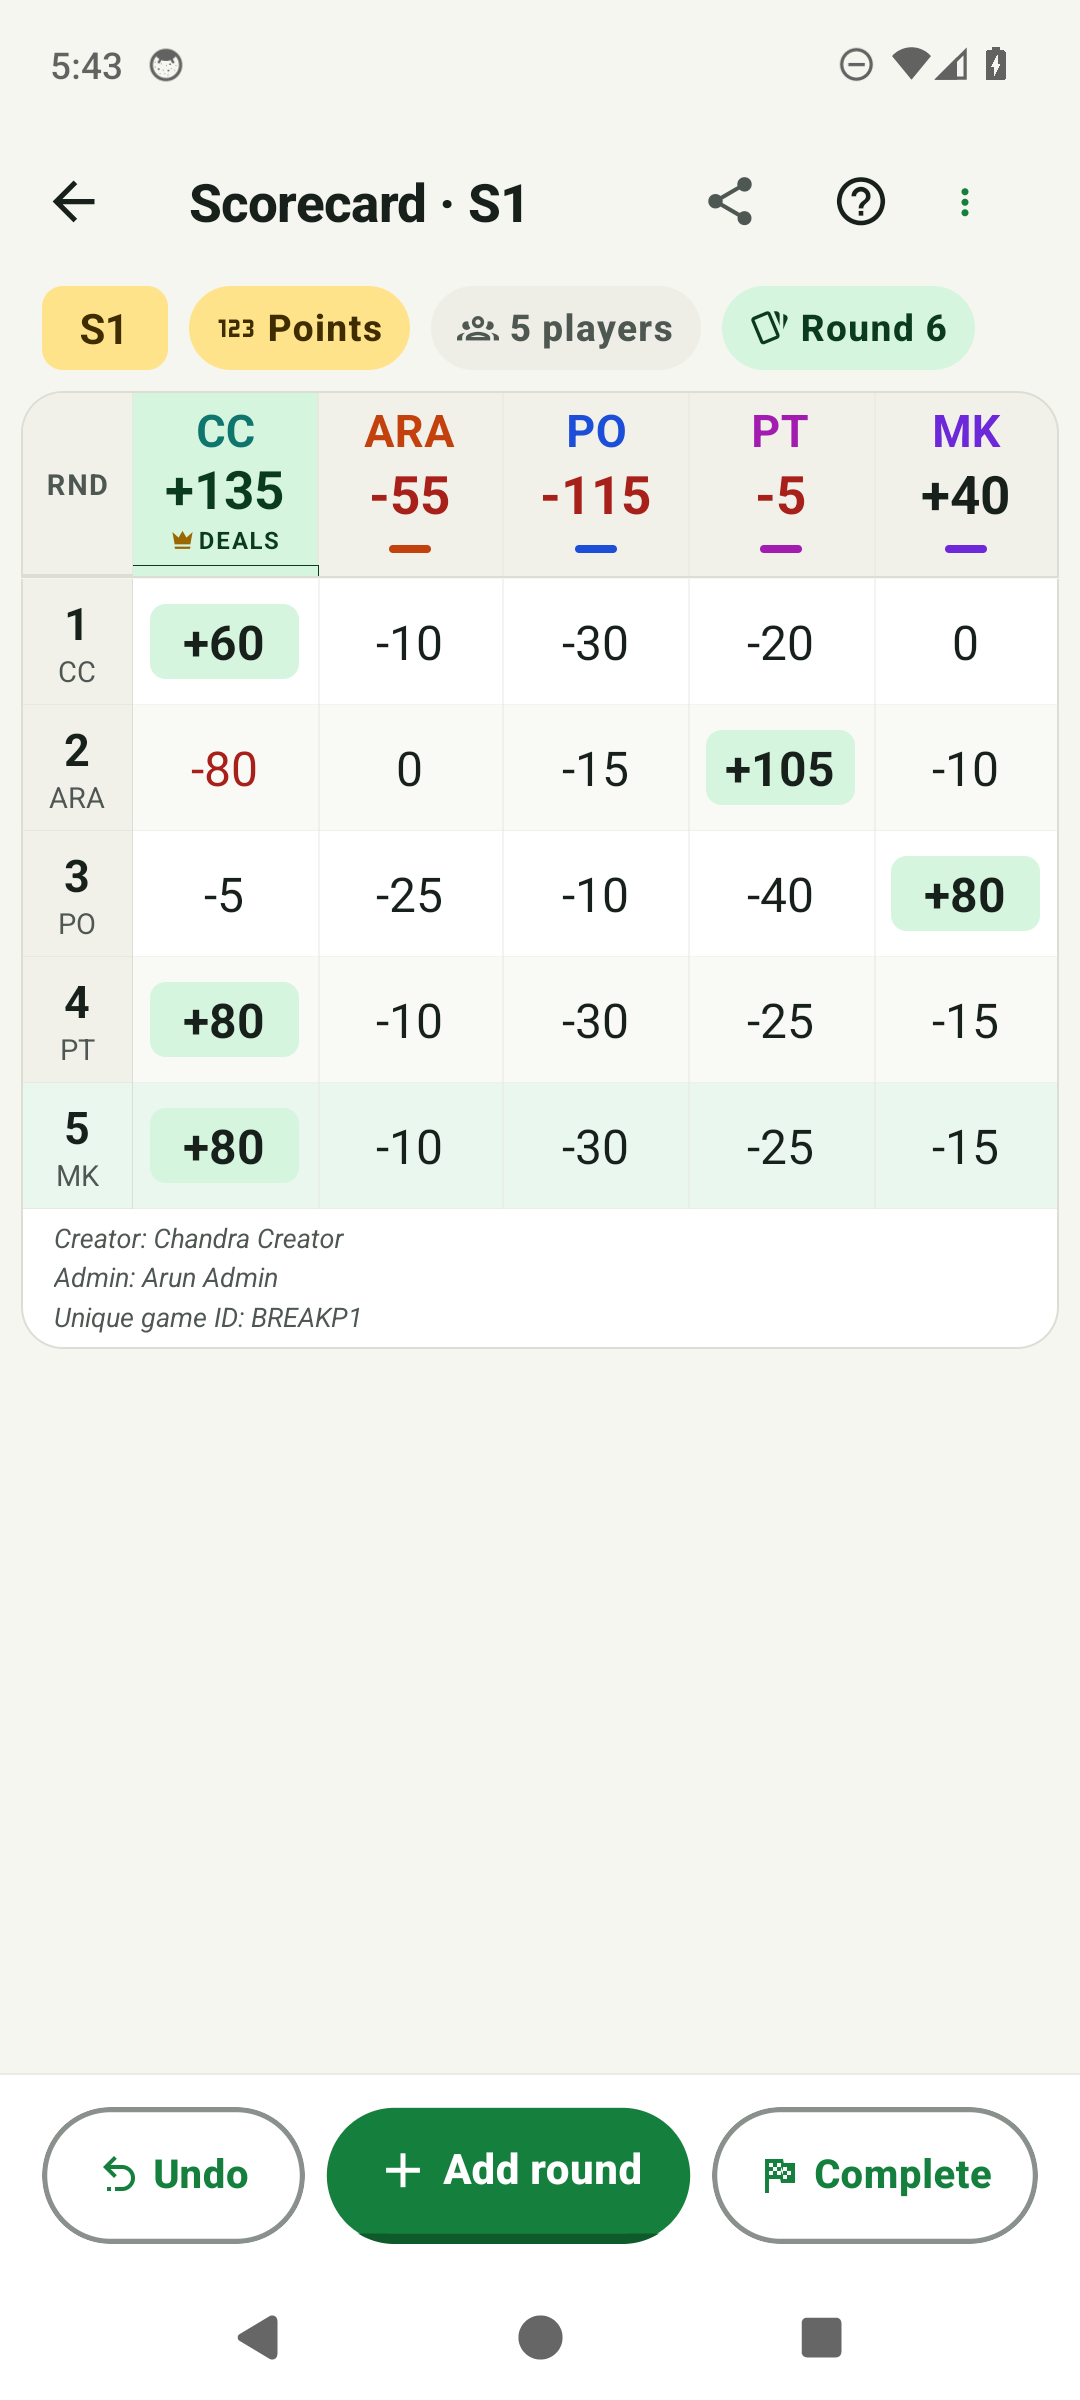 5:43
Scorecard · S1
S1 123 Points 5 players Round 6
RND CC ARA PO PT MK
+135 -55 -115 -5 +40
DEALS
1 +60 -10 -30 -20 0
CC
2 -80 0 -15 +105 -10
ARA
3 -5 -25 -10 -40 +80
PO
4 +80 -10 -30 -25 -15
PT
5 +80 -10 -30 -25 -15
MK
Creator: Chandra Creator
Admin: Arun Admin
Unique game ID: BREAKP1
Undo + Add round Complete